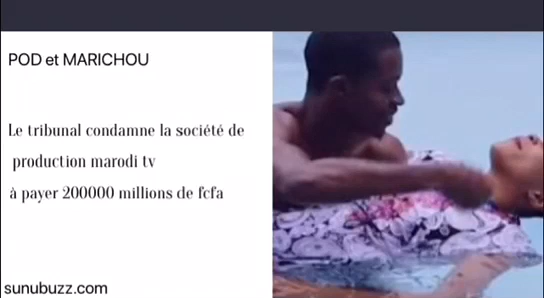 POD et MARICHOU
Le tribunal condamne la société de
production marodi tv
à payer 200000 millions de fcfa
sunubuzz.com